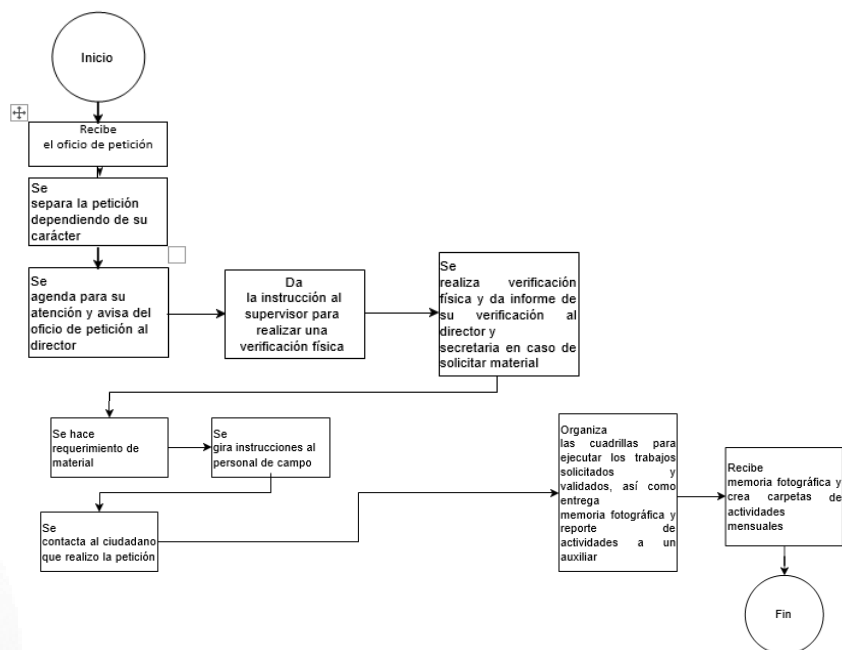 Inicio
Recibe
el oficio de petición
Se
separa la petición
dependiendo de su
carácter
Se
agenda para su
atención y avisa del
oficio de petición al
director
Da
la instrucción al
supervisor para
realizar una
verificación física
Se
realiza verificación
física y da informe de
su verificación al
director y
secretaria en caso de
solicitar material
Se hace
requerimiento de
material
Se
gira instrucciones al
personal de campo
Se
contacta al ciudadano
que realizo la petición
Organiza
las cuadrillas para
ejecutar los trabajos
solicitados y
validados, así como
entrega
memoria fotográfica y
reporte de
actividades a un
auxiliar
Recibe
memoria fotográfica y
crea carpetas de
actividades
mensuales
Fin